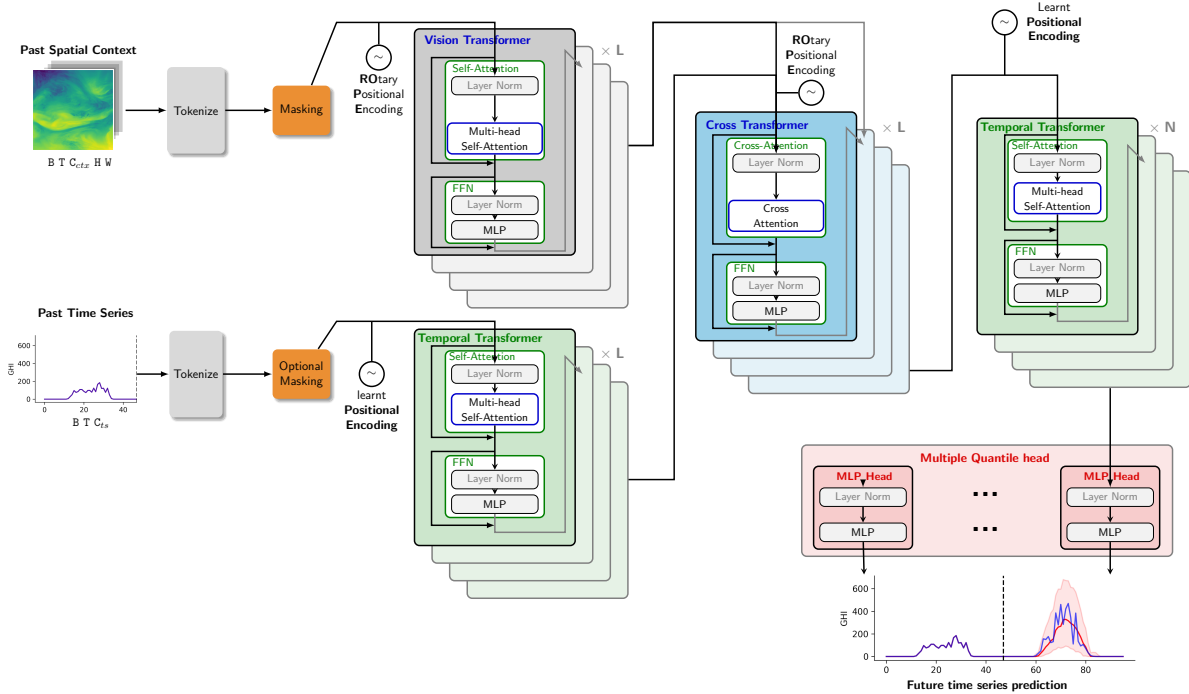 Past Spatial Context
B T C_ctx H W
Tokenize
Masking
ROtary
Positional
Encoding
Vision Transformer
× L
Self-Attention
Layer Norm
Multi-head
Self-Attention
FFN
Layer Norm
MLP
Past Time Series
600
400
200
0
GHI
0
20
40
B T C_ts
Tokenize
Optional
Masking
learnt
Positional
Encoding
Temporal Transformer
× L
Self-Attention
Layer Norm
Multi-head
Self-Attention
FFN
Layer Norm
MLP
ROtary
Positional
Encoding
Cross Transformer
× L
Cross-Attention
Layer Norm
Cross
Attention
FFN
Layer Norm
MLP
Learnt
Positional
Encoding
Temporal Transformer
× N
Self-Attention
Layer Norm
Multi-head
Self-Attention
FFN
Layer Norm
MLP
Multiple Quantile head
MLP Head
Layer Norm
MLP
...
...
MLP Head
Layer Norm
MLP
600
400
200
0
GHI
0
20
40
60
80
Future time series prediction